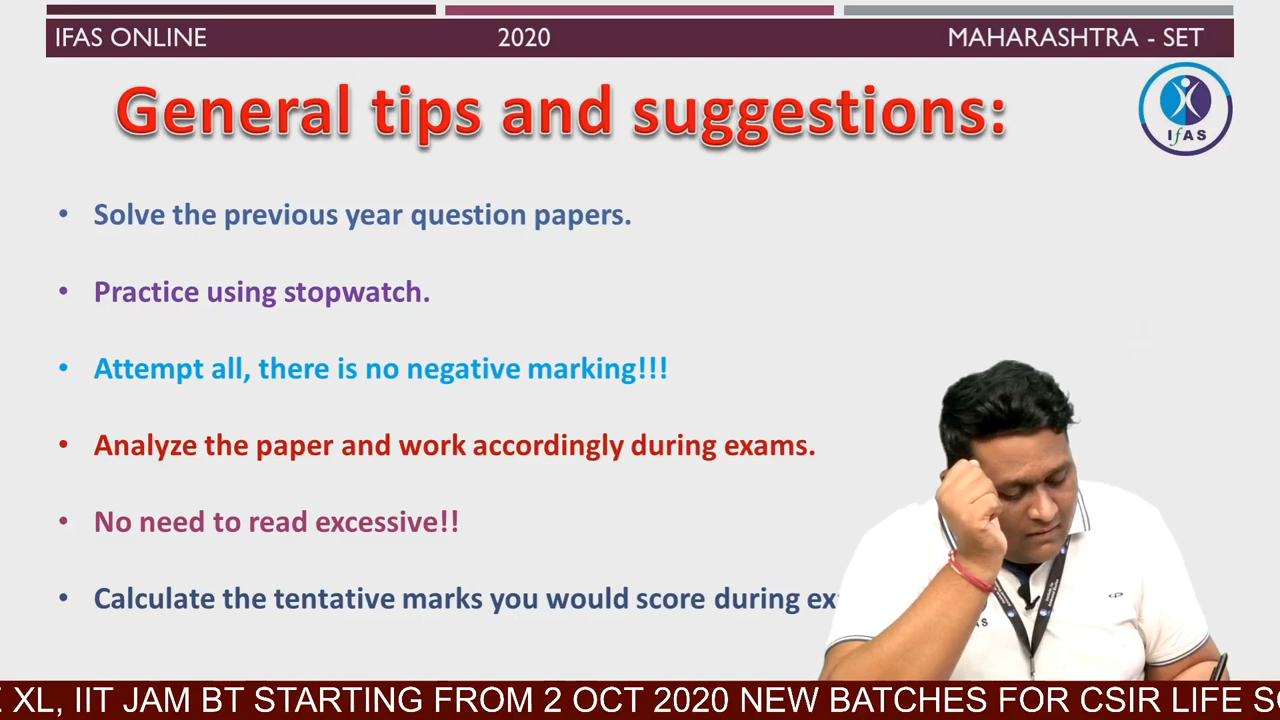 IFAS ONLINE 2020 MAHARASHTRA - SET
General tips and suggestions:
IfAS
• Solve the previous year question papers.
• Practice using stopwatch.
• Attempt all, there is no negative marking!!!
• Analyze the paper and work accordingly during exams.
• No need to read excessive!!
• Calculate the tentative marks you would score during
XL, IIT JAM BT STARTING FROM 2 OCT 2020 NEW BATCHES FOR CSIR LIFE